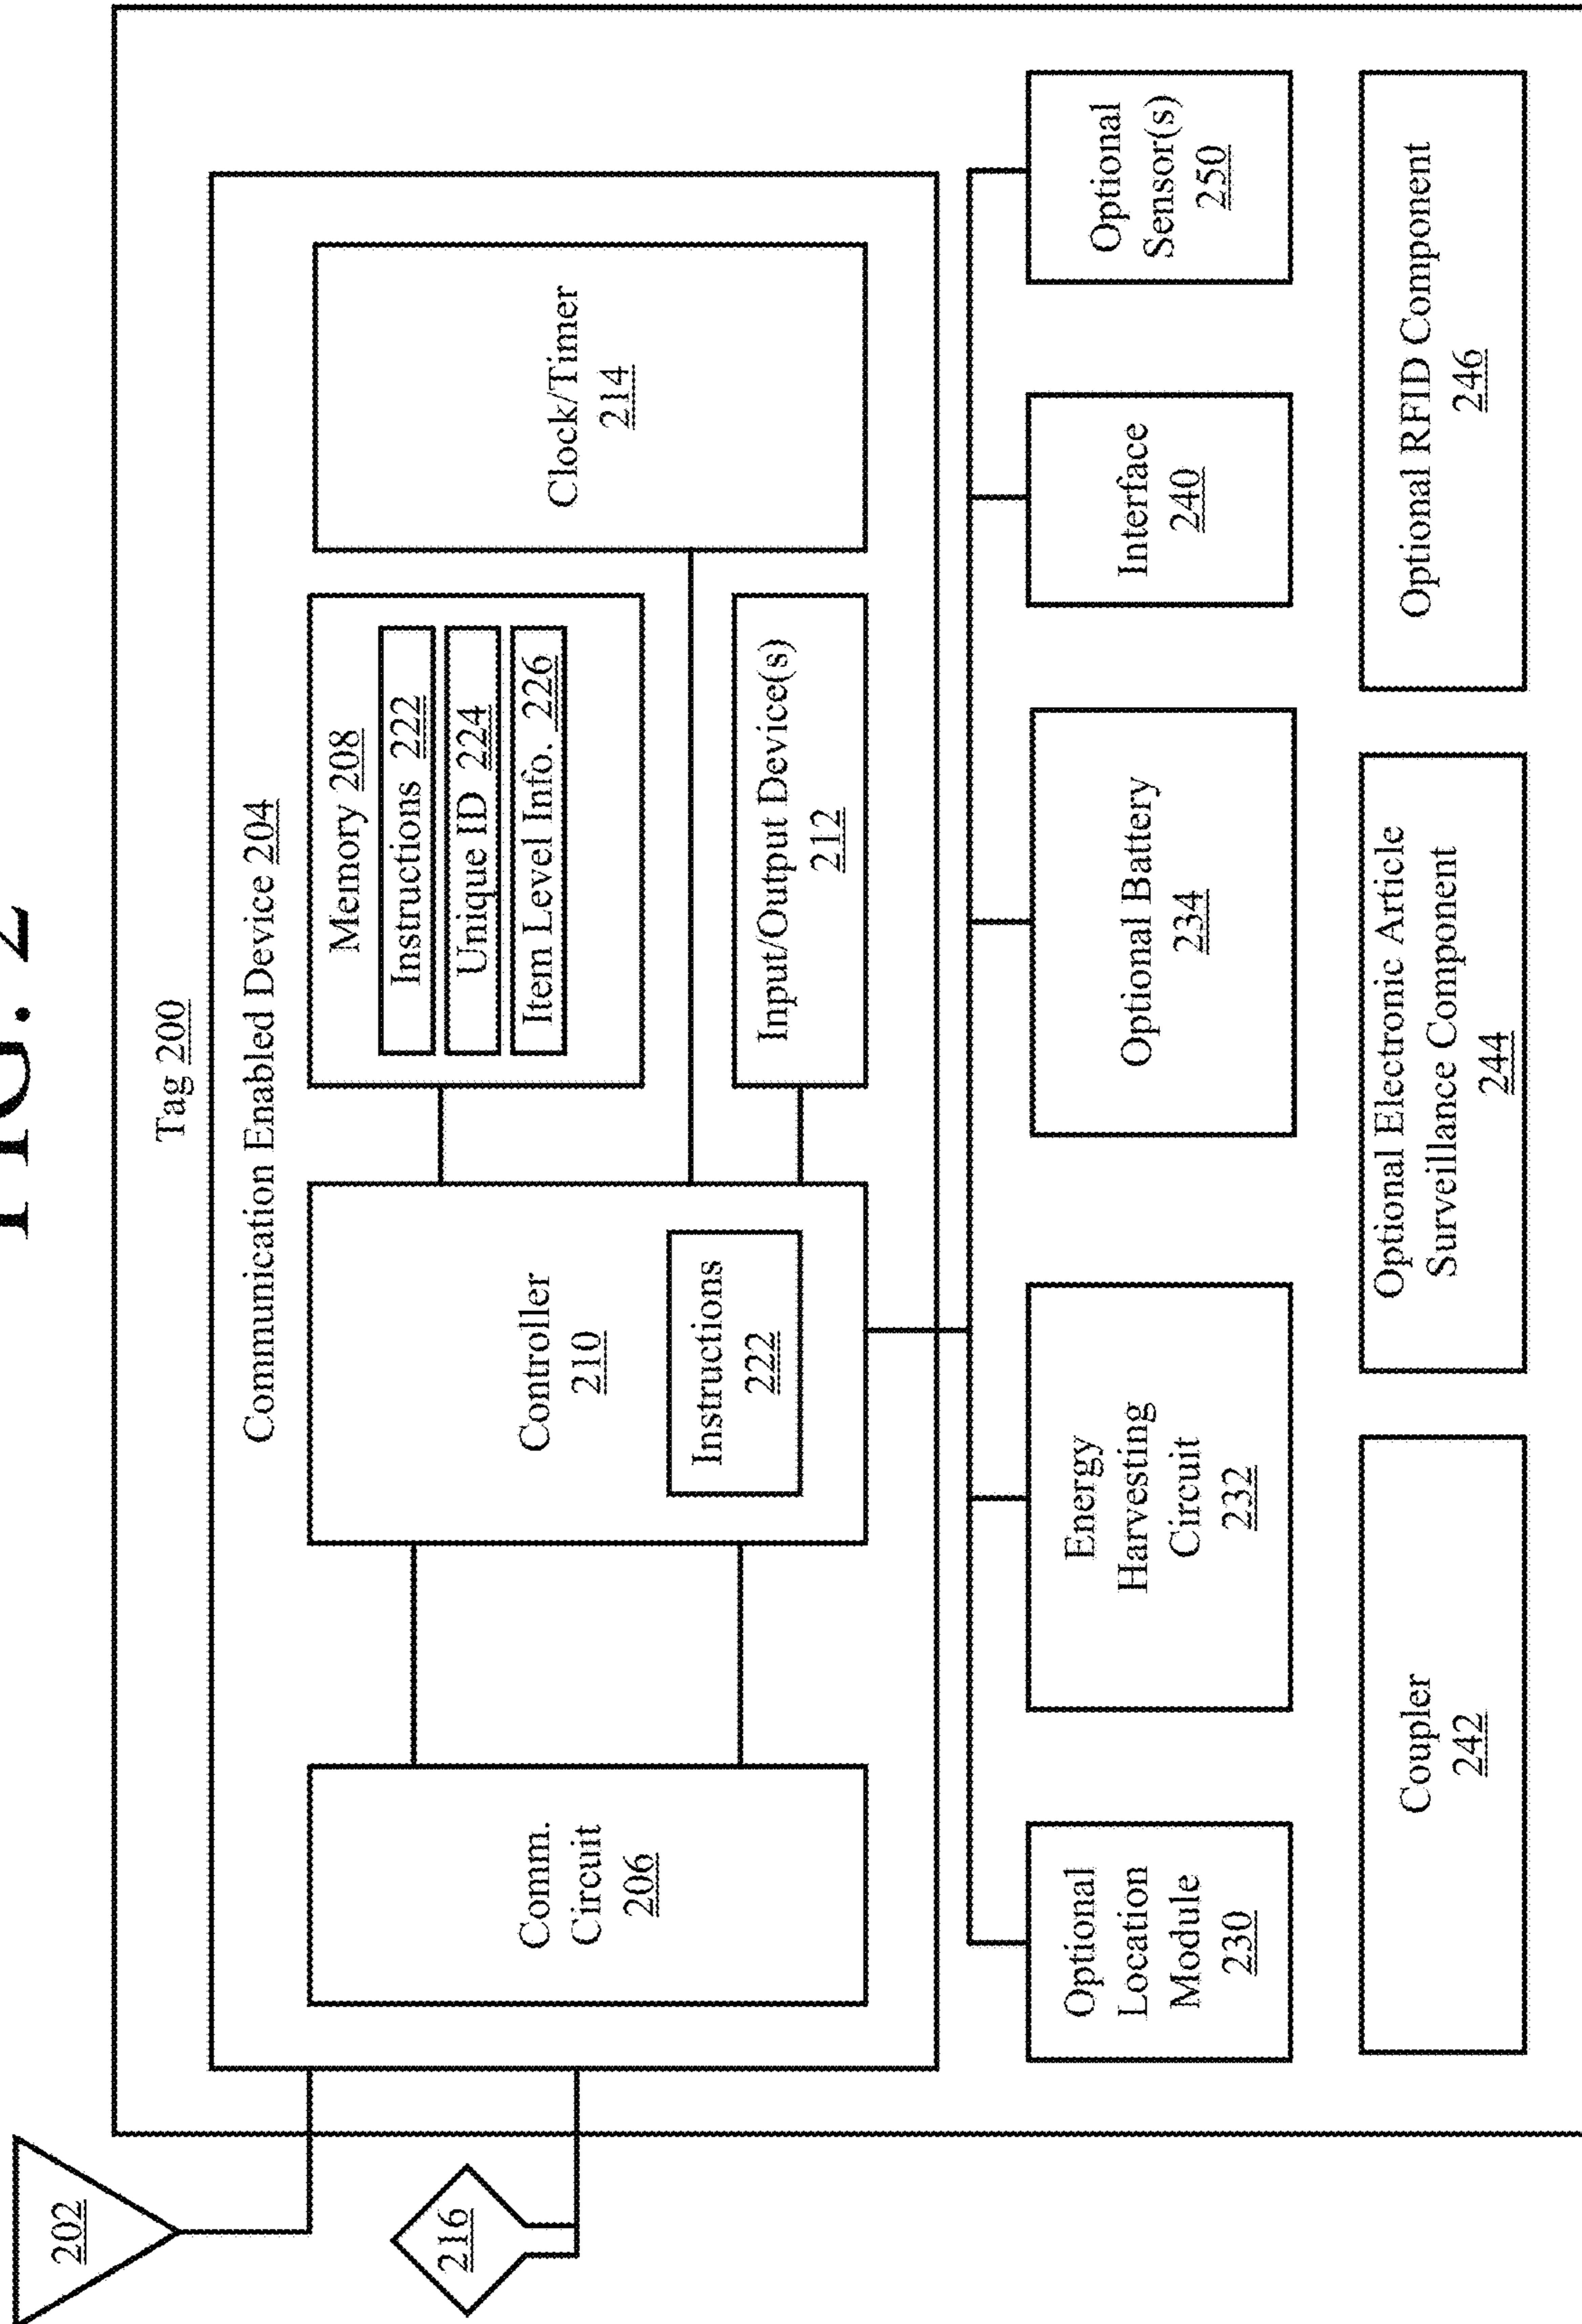 FIG. 2
Tag 200
202
216
Communication Enabled Device 204
Comm.
Circuit
206
Controller
210
Instructions
222
Memory 208
Instructions 222
Unique ID 224
Item Level Info. 226
Input/Output Device(s)
212
Clock/Timer
214
Optional
Location
Module
230
Energy
Harvesting
Circuit
232
Optional Battery
234
Interface
240
Optional
Sensor(s)
250
Coupler
242
Optional Electronic Article
Surveillance Component
244
Optional RFID Component
246